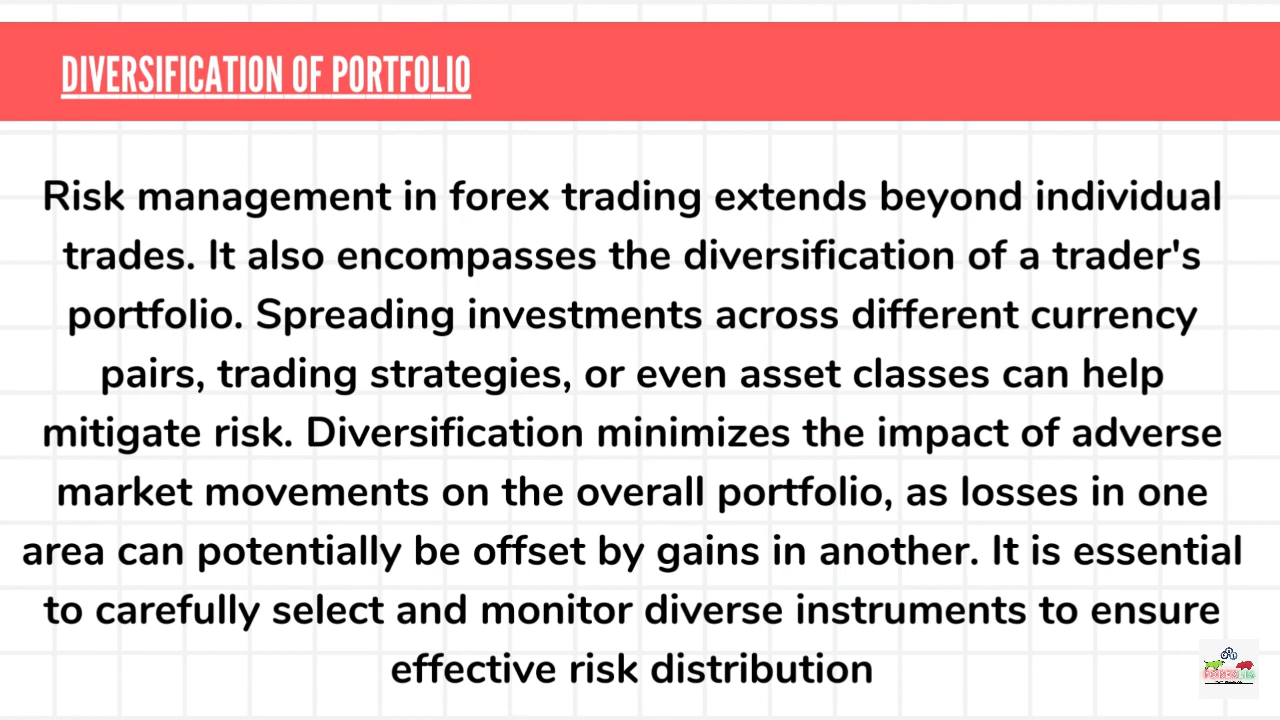 DIVERSIFICATION OF PORTFOLIO
Risk management in forex trading extends beyond individual
trades. It also encompasses the diversification of a trader's
portfolio. Spreading investments across different currency
pairs, trading strategies, or even asset classes can help
mitigate risk. Diversification minimizes the impact of adverse
market movements on the overall portfolio, as losses in one
area can potentially be offset by gains in another. It is essential
to carefully select and monitor diverse instruments to ensure
effective risk distribution